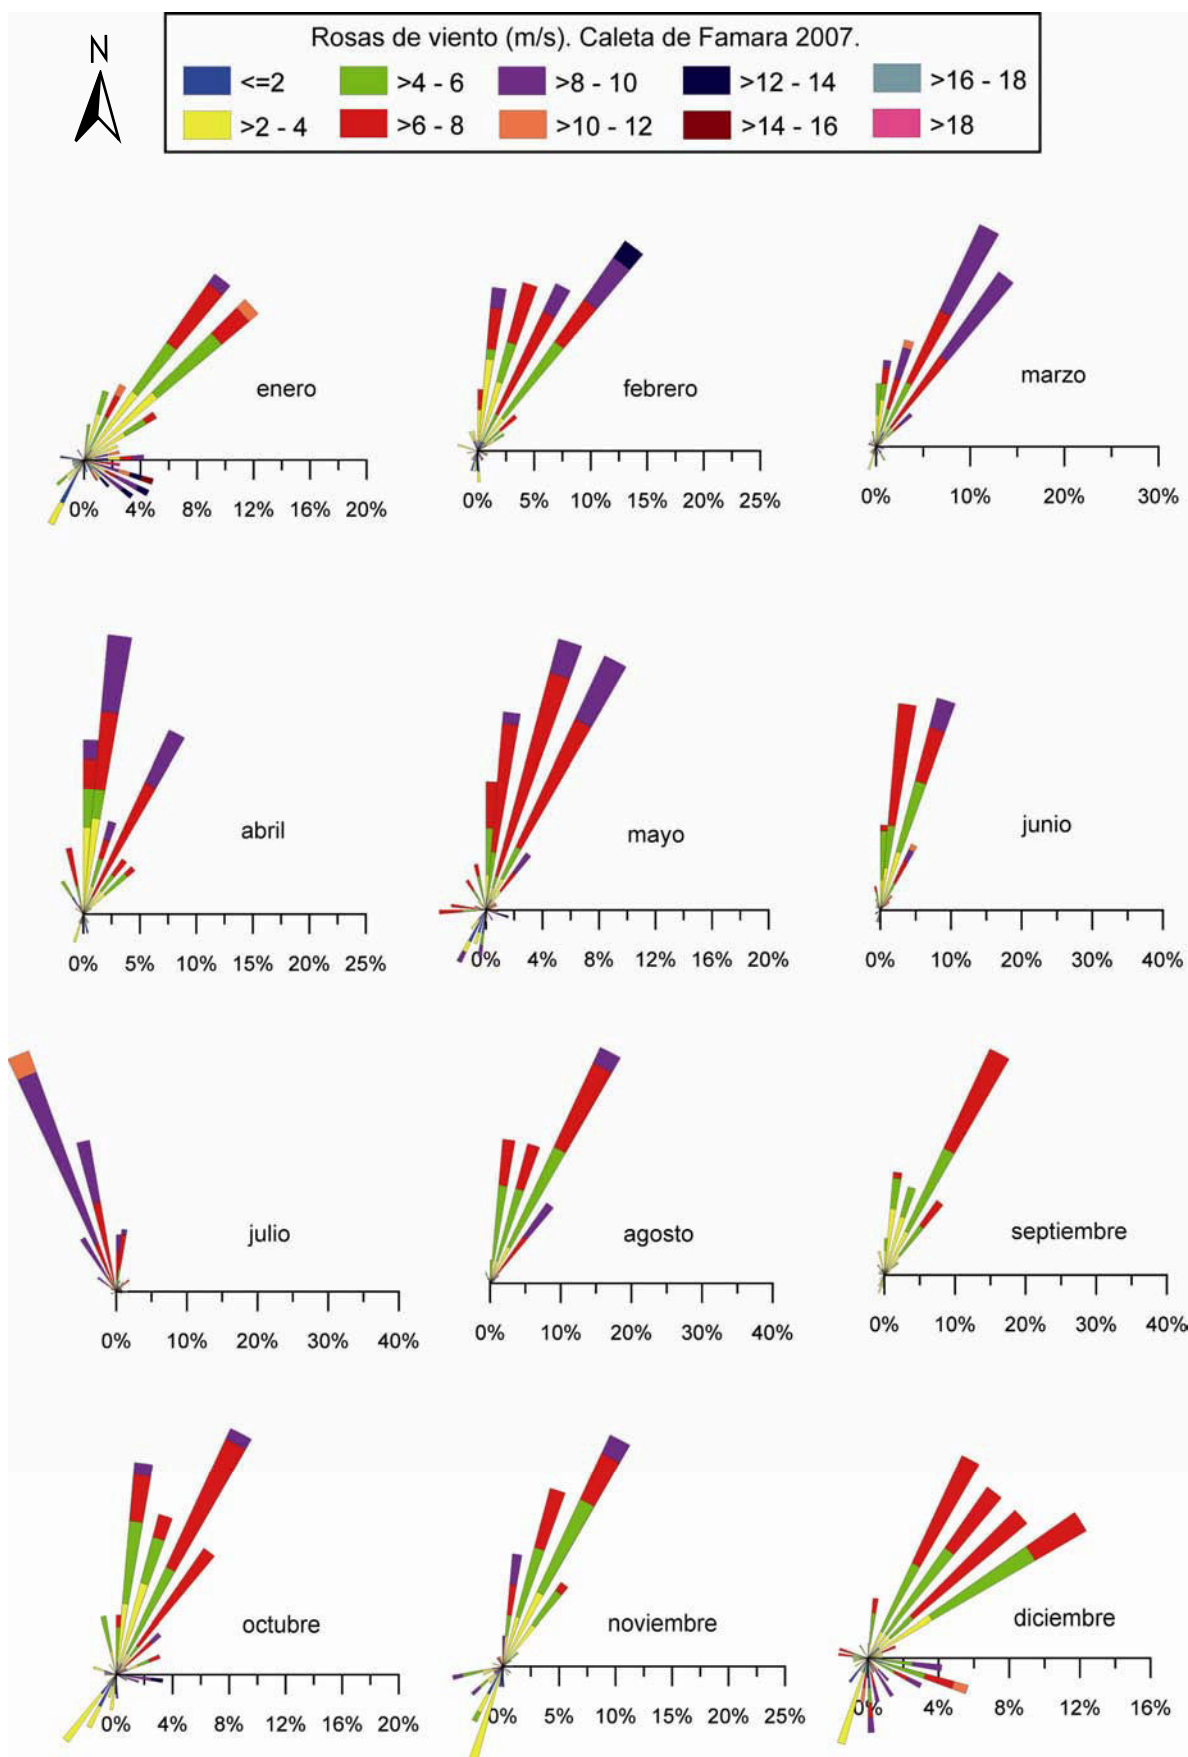 N
Rosas de viento (m/s). Caleta de Famara 2007.
<=2 >4 - 6 >8 - 10 >12 - 14 >16 - 18
>2 - 4 >6 - 8 >10 - 12 >14 - 16 >18
enero febrero marzo
0% 4% 8% 12% 16% 20% 0% 5% 10% 15% 20% 25% 0% 10% 20% 30%
abril mayo junio
0% 5% 10% 15% 20% 25% 0% 4% 8% 12% 16% 20% 0% 10% 20% 30% 40%
julio agosto septiembre
0% 10% 20% 30% 40% 0% 10% 20% 30% 40% 0% 10% 20% 30% 40%
octubre noviembre diciembre
0% 4% 8% 12% 16% 20% 0% 5% 10% 15% 20% 25% 0% 4% 8% 12% 16%